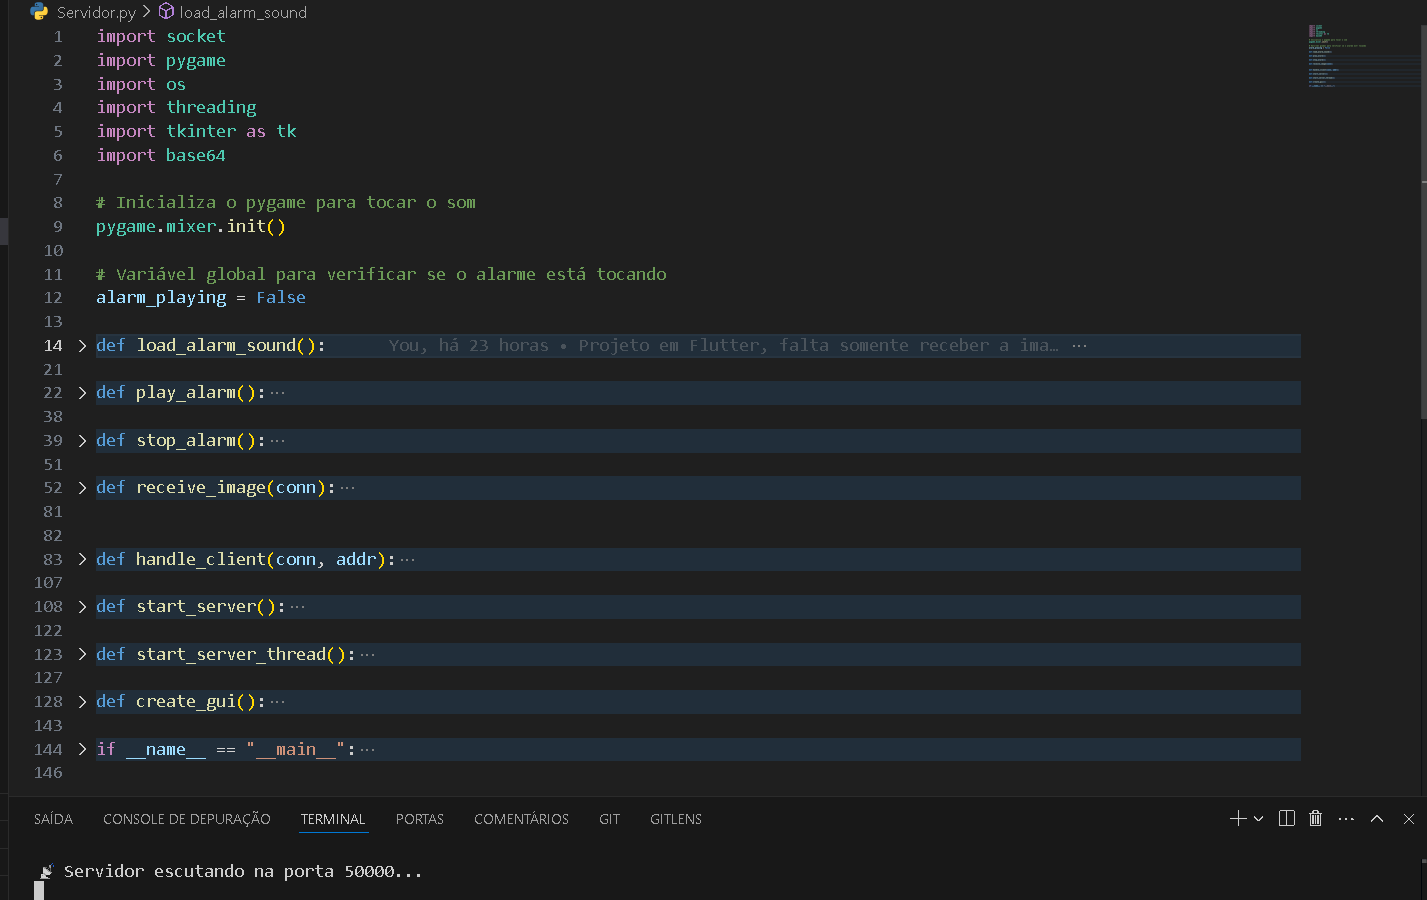 Servidor.py > load_alarm_sound
1 import socket
2 import pygame
3 import os
4 import threading
5 import tkinter as tk
6 import base64
7
8 # Inicializa o pygame para tocar o som
9 pygame.mixer.init()
10
11 # Variável global para verificar se o alarme está tocando
12 alarm_playing = False
13
14 > def load_alarm_sound(): You, há 23 horas • Projeto em Flutter, falta somente receber a ima… ···
21
22 > def play_alarm():···
38
39 > def stop_alarm():···
51
52 > def receive_image(conn):···
81
82
83 > def handle_client(conn, addr):···
107
108 > def start_server():···
122
123 > def start_server_thread():···
127
128 > def create_gui():···
143
144 > if __name__ == "__main__":···
146
SAÍDA CONSOLE DE DEPURAÇÃO TERMINAL PORTAS COMENTÁRIOS GIT GITLENS
Servidor escutando na porta 50000...